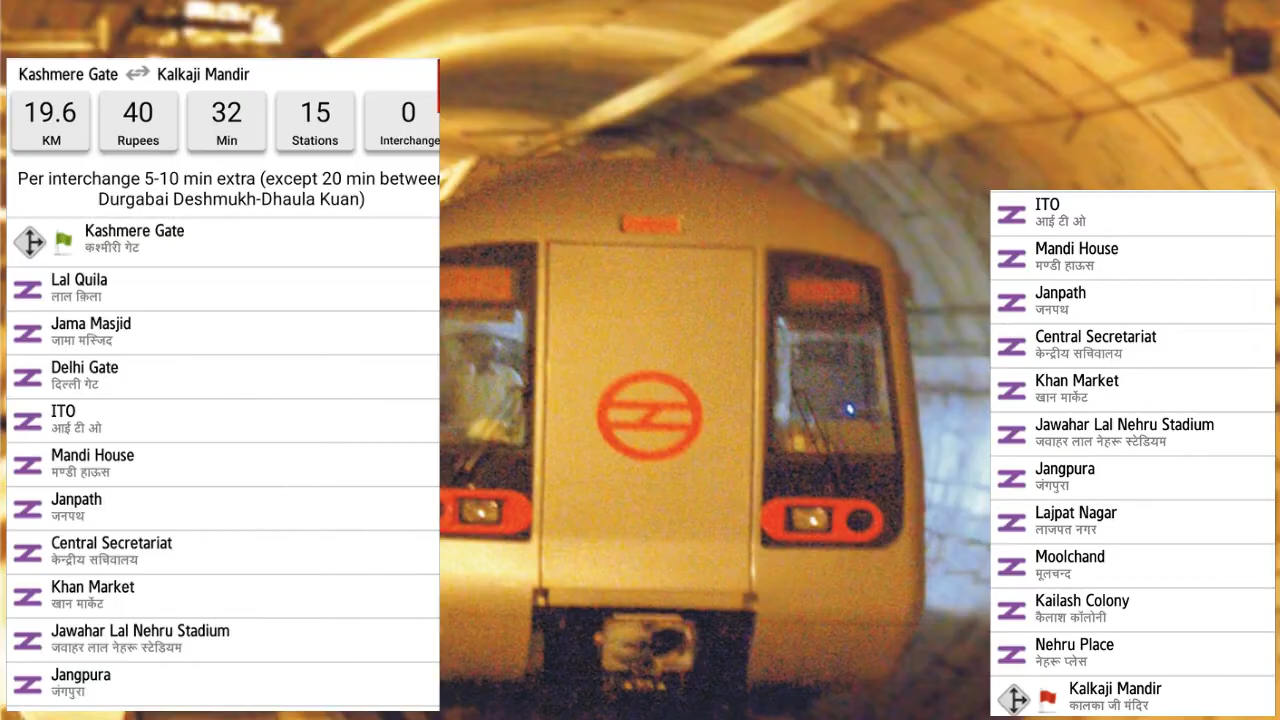 Kashmere Gate Kalkaji Mandir
19.6 40 32 15 0
KM Rupees Min Stations Interchange
Per interchange 5-10 min extra (except 20 min between
Durgabai Deshmukh-Dhaula Kuan)
Kashmere Gate
कश्मीरी गेट
Lal Quila
लाल क़िला
Jama Masjid
जामा मस्जिद
Delhi Gate
दिल्ली गेट
ITO
आई टी ओ
Mandi House
मण्डी हाऊस
Janpath
जनपथ
Central Secretariat
केन्द्रीय सचिवालय
Khan Market
खान मार्केट
Jawahar Lal Nehru Stadium
जवाहर लाल नेहरू स्टेडियम
Jangpura
जंगपुरा
ITO
आई टी ओ
Mandi House
मण्डी हाऊस
Janpath
जनपथ
Central Secretariat
केन्द्रीय सचिवालय
Khan Market
खान मार्केट
Jawahar Lal Nehru Stadium
जवाहर लाल नेहरू स्टेडियम
Jangpura
जंगपुरा
Lajpat Nagar
लाजपत नगर
Moolchand
मूलचन्द
Kailash Colony
कैलाश कॉलोनी
Nehru Place
नेहरू प्लेस
Kalkaji Mandir
कालका जी मंदिर